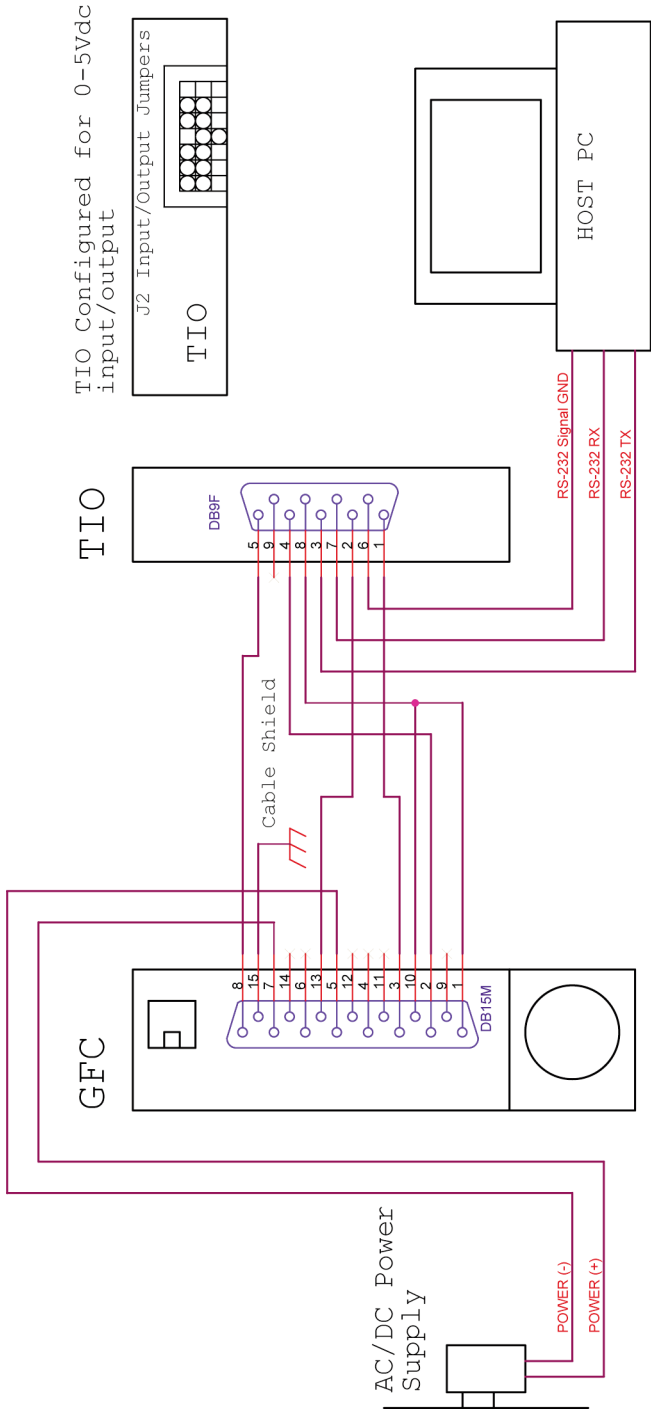 AC/DC Power
Supply
POWER (-)
POWER (+)
GFC
8
15
7
14
6
13
5
12
4
11
3
10
2
9
1
DB15M
Cable Shield
TIO
DB9F
5
9
4
8
3
7
2
6
1
TIO Configured for 0-5Vdc
input/output
J2 Input/Output Jumpers
TIO
RS-232 Signal GND
RS-232 RX
RS-232 TX
HOST PC